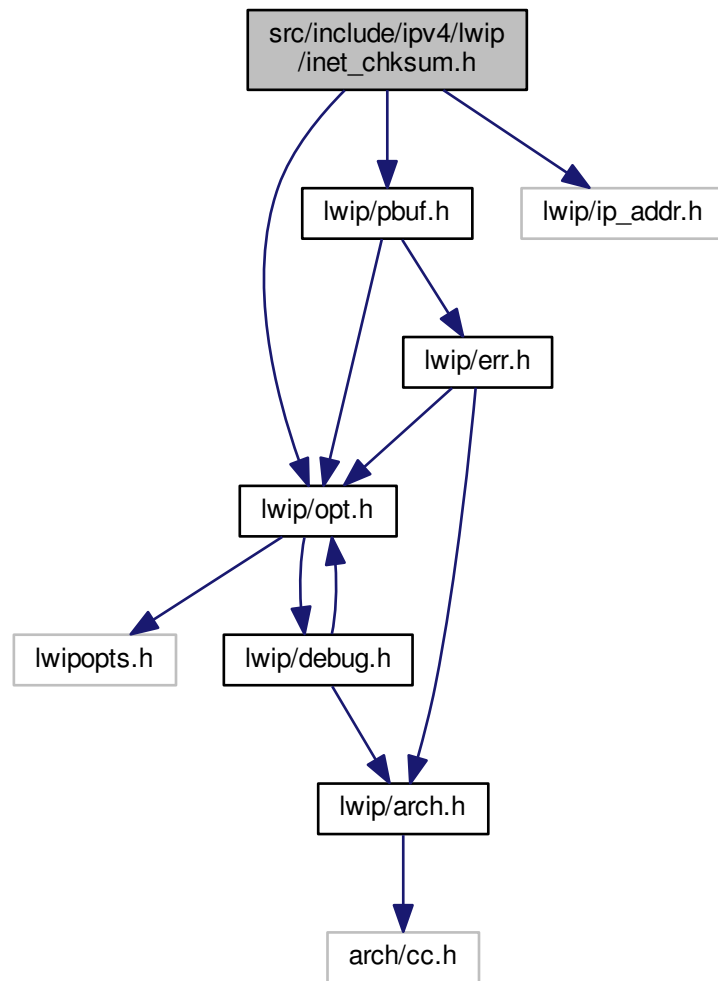 src/include/ipv4/lwip
/inet_chksum.h
lwip/pbuf.h
lwip/ip_addr.h
lwip/err.h
lwip/opt.h
lwipopts.h
lwip/debug.h
lwip/arch.h
arch/cc.h